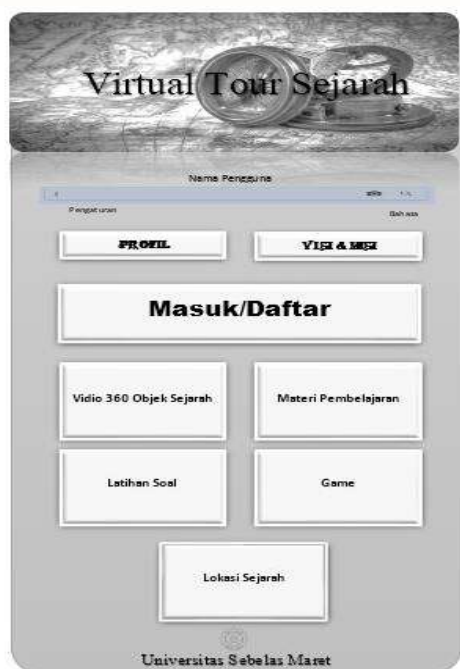 Virtual Tour Sejarah
Nama Pengguna
Pengaturan
Bahasa
PROFIL
VISI & MISI
Masuk/Daftar
Vidio 360 Objek Sejarah
Materi Pembelajaran
Latihan Soal
Game
Lokasi Sejarah
Universitas Sebelas Maret